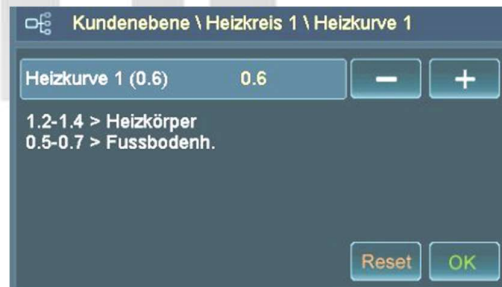 Kundenebene \ Heizkreis 1 \ Heizkurve 1
Heizkurve 1 (0.6) 0.6 − +
1.2-1.4 > Heizkörper
0.5-0.7 > Fussbodenh.
Reset OK